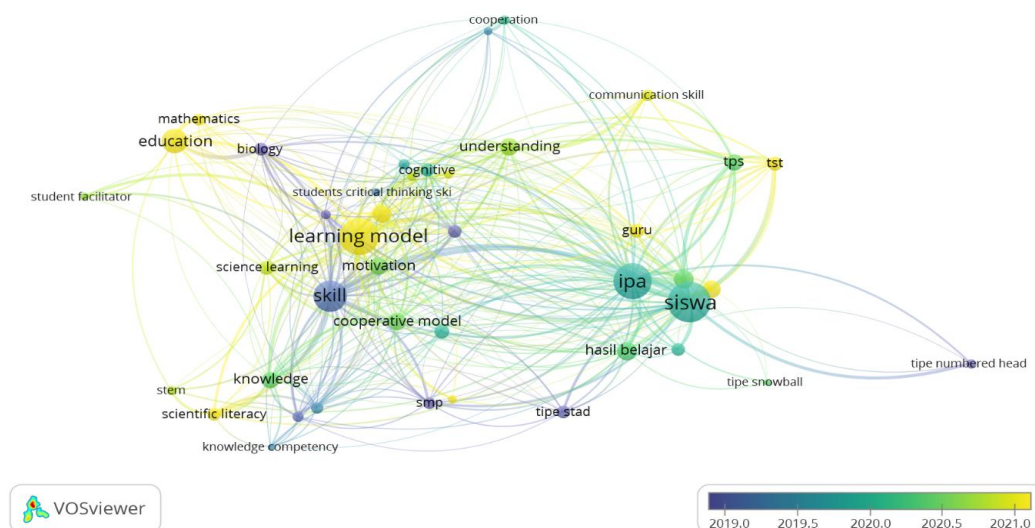 cooperation
communication skill
mathematics
education
biology
understanding
cognitive
tps
tst
students critical thinking ski
student facilitator
learning model
guru
science learning
motivation
ipa
skill
siswa
cooperative model
hasil belajar
tipe numbered head
knowledge
tipe snowball
stem
smp
scientific literacy
tipe stad
knowledge competency
VOSviewer
2019.0 2019.5 2020.0 2020.5 2021.0